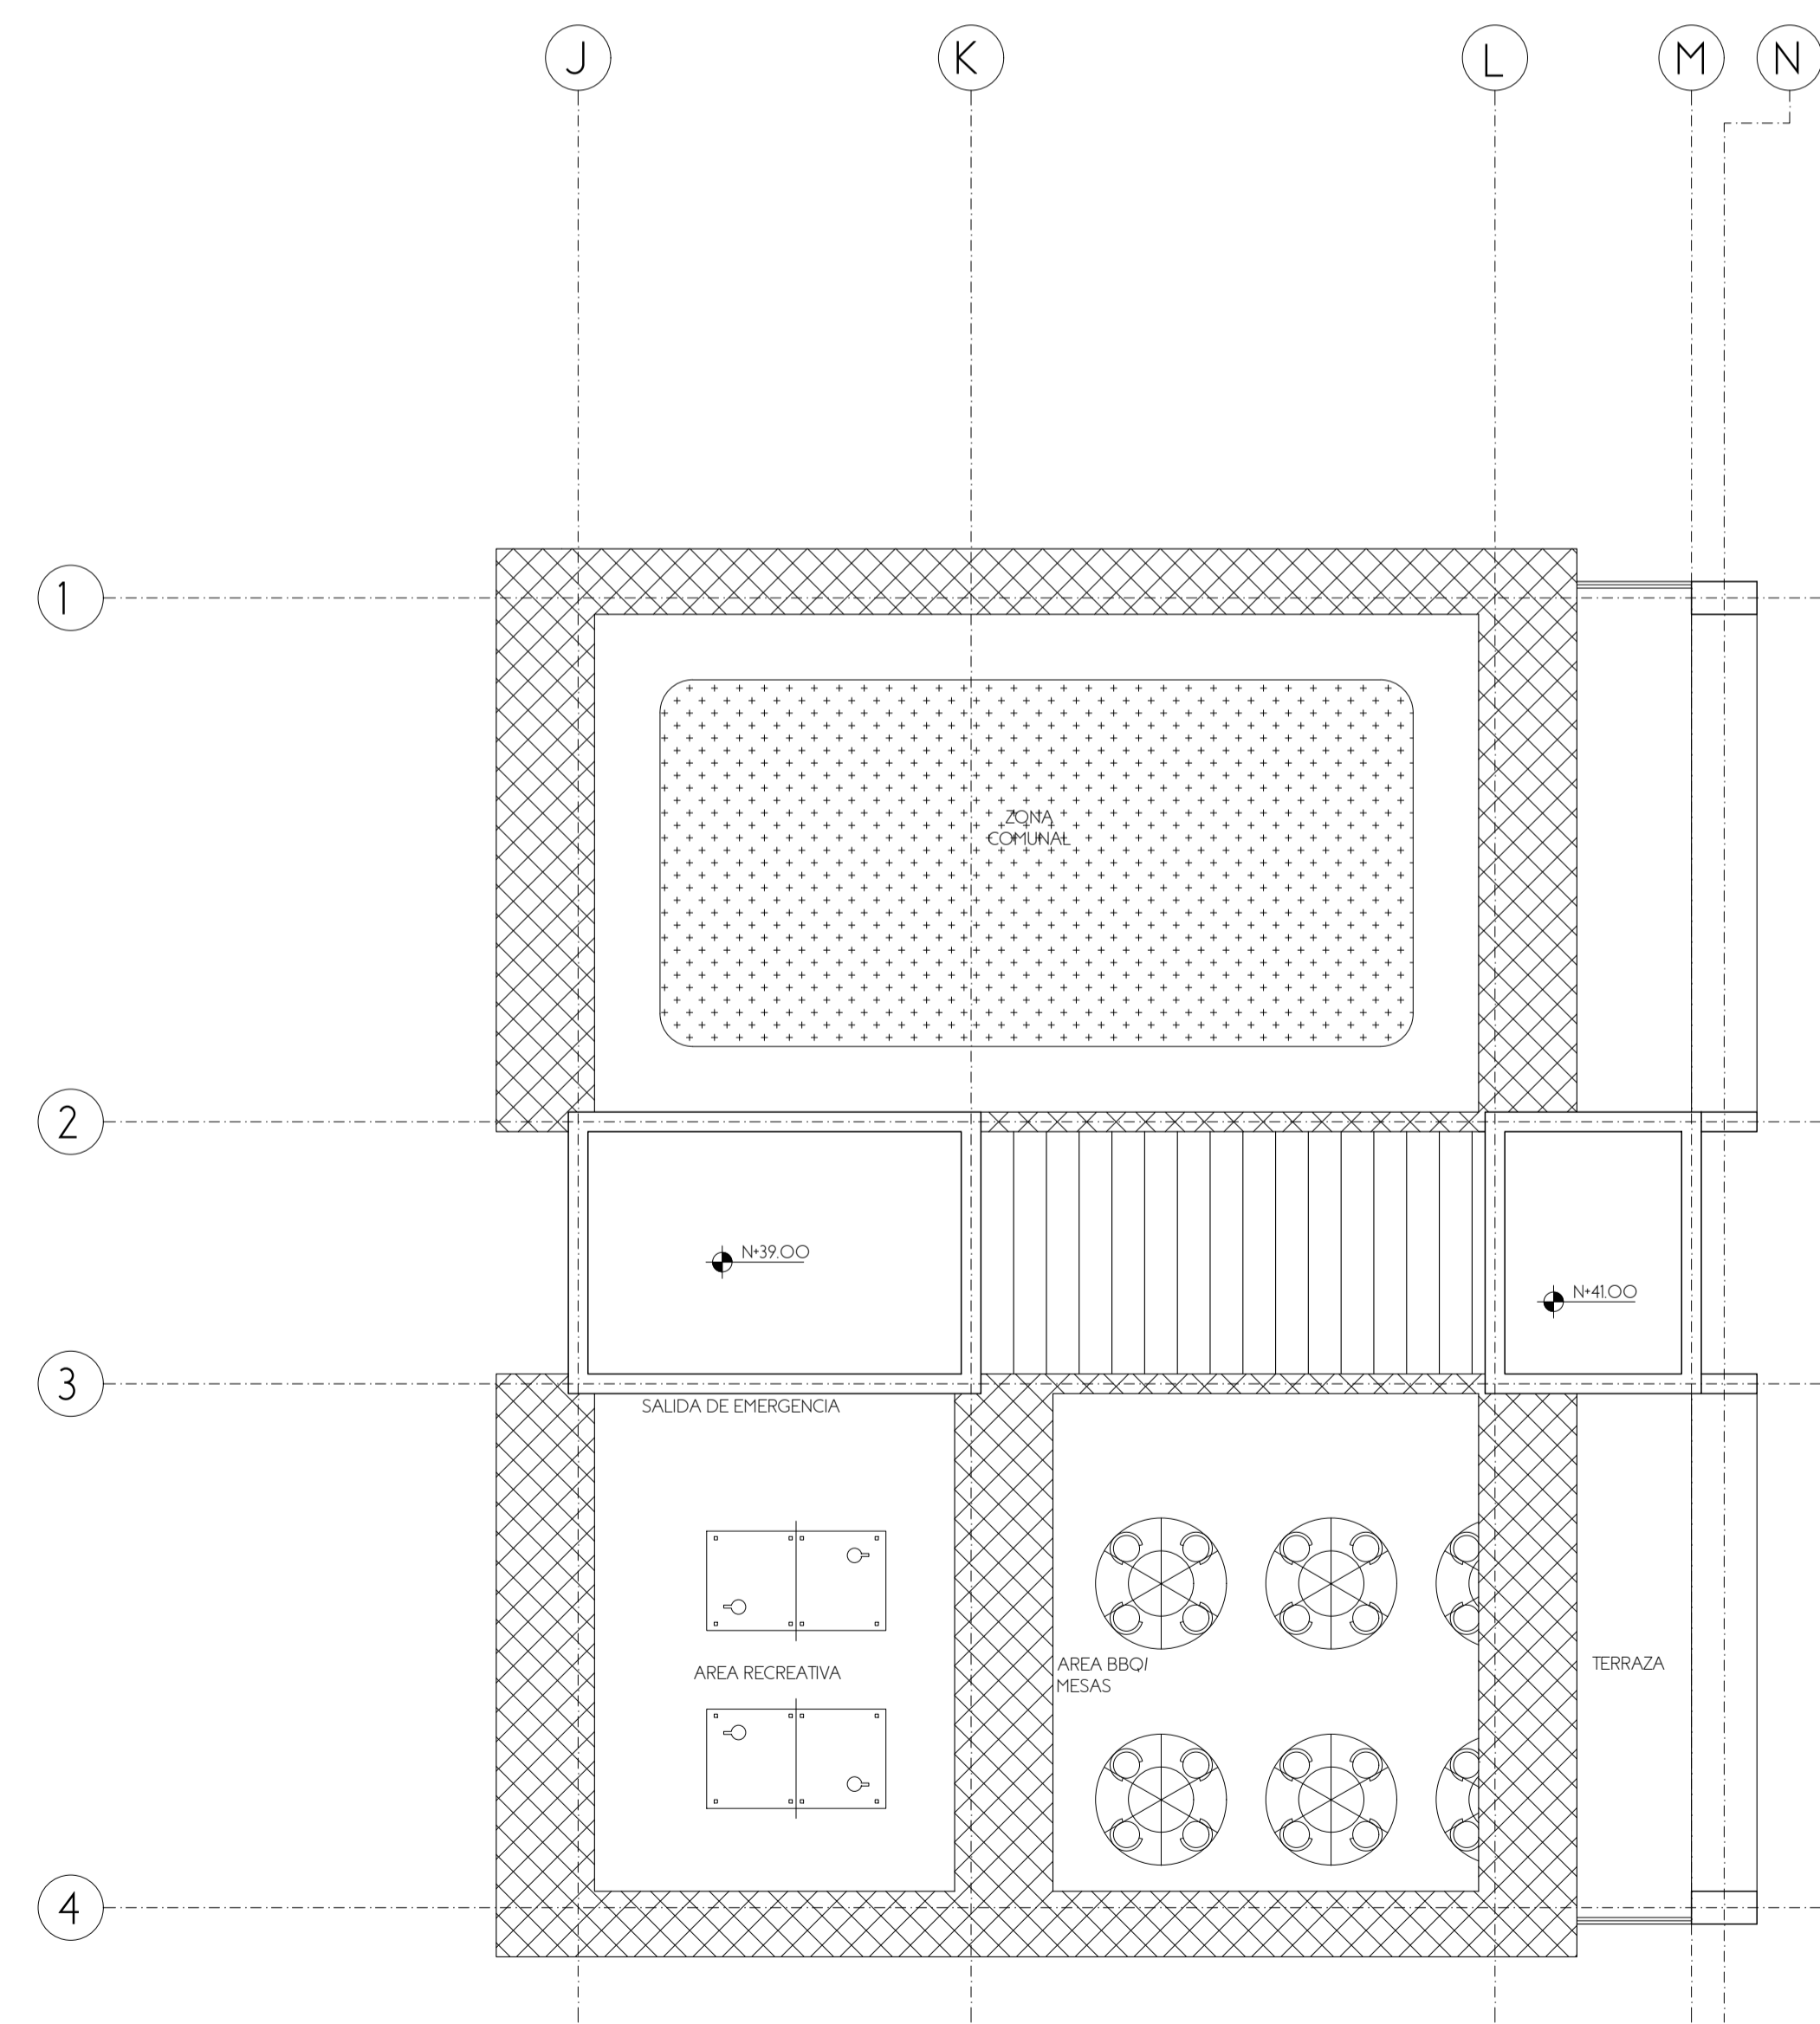 J K L M N
1
ZONA
COMUNAL
2
N+39.00
N+41.00
3
SALIDA DE EMERGENCIA
AREA RECREATIVA
AREA BBQ/
MESAS
TERRAZA
4